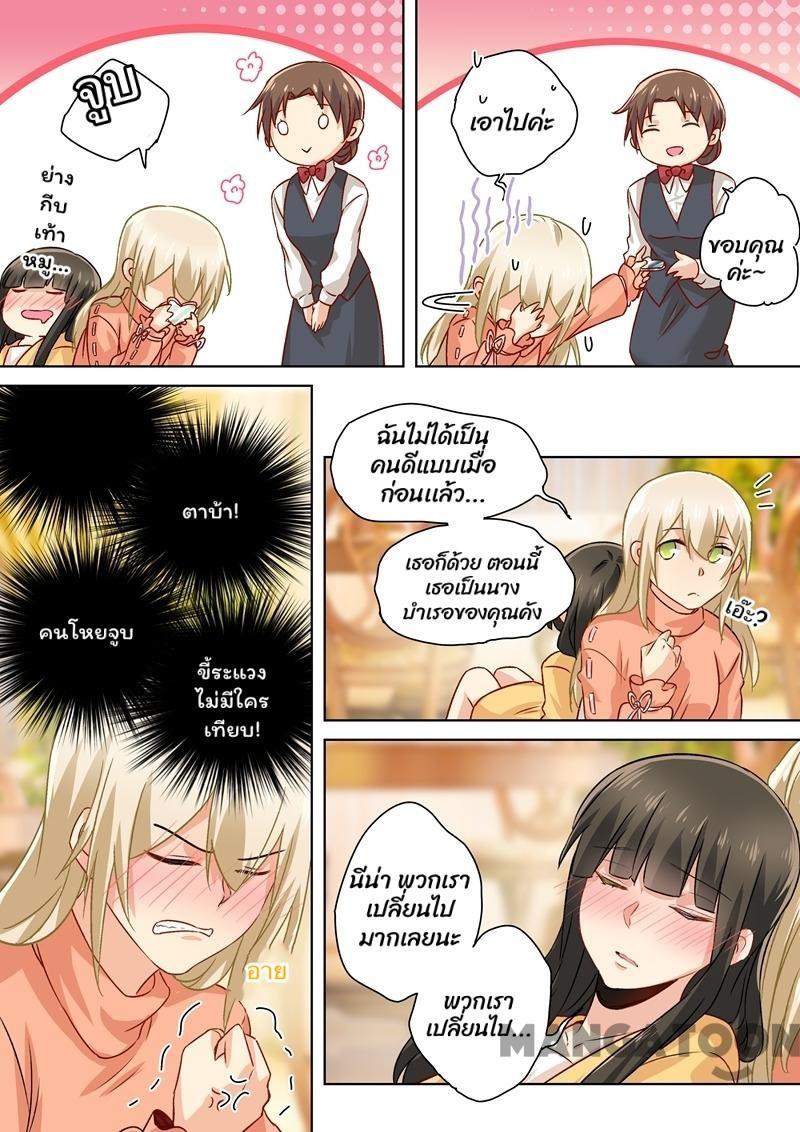 จูบ
ย่าง
กีบ
เท้า
หมู...
เอาไปค่ะ
ขอบคุณ
ค่ะ~
ตาบ้า!
คนโหยจูบ
ขี้ระแวง
ไม่มีใคร
เทียบ!
อาย
ฉันไม่ได้เป็น
คนดีแบบเมื่อ
ก่อนแล้ว...
เธอก็ด้วย ตอนนี้
เธอเป็นนาง
บำเรอของคุณคัง
เอ๊ะ?
นีน่า พวกเรา
เปลี่ยนไป
มากเลยนะ
พวกเรา
เปลี่ยนไป...
MANGATOON